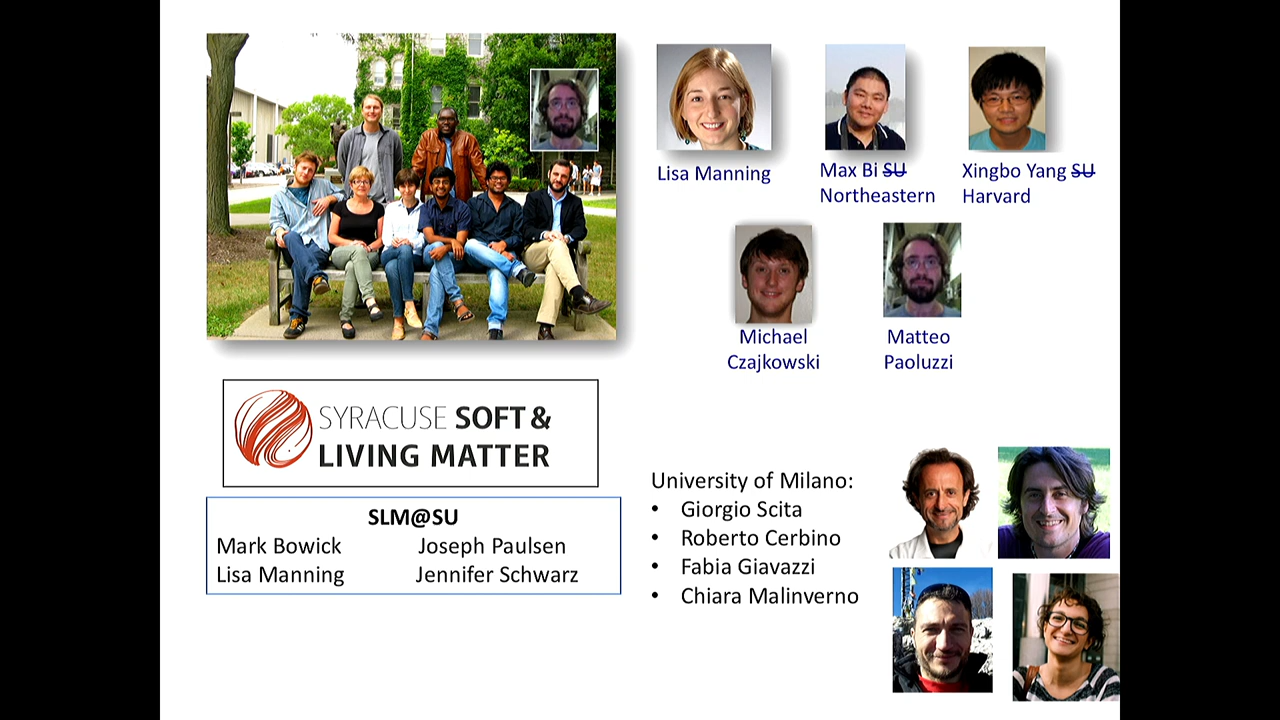 Lisa Manning
Max Bi SU
Northeastern
Xingbo Yang SU
Harvard
Michael
Czajkowski
Matteo
Paoluzzi
SYRACUSE SOFT &
LIVING MATTER
SLM@SU
Mark Bowick Joseph Paulsen
Lisa Manning Jennifer Schwarz
University of Milano:
• Giorgio Scita
• Roberto Cerbino
• Fabia Giavazzi
• Chiara Malinverno